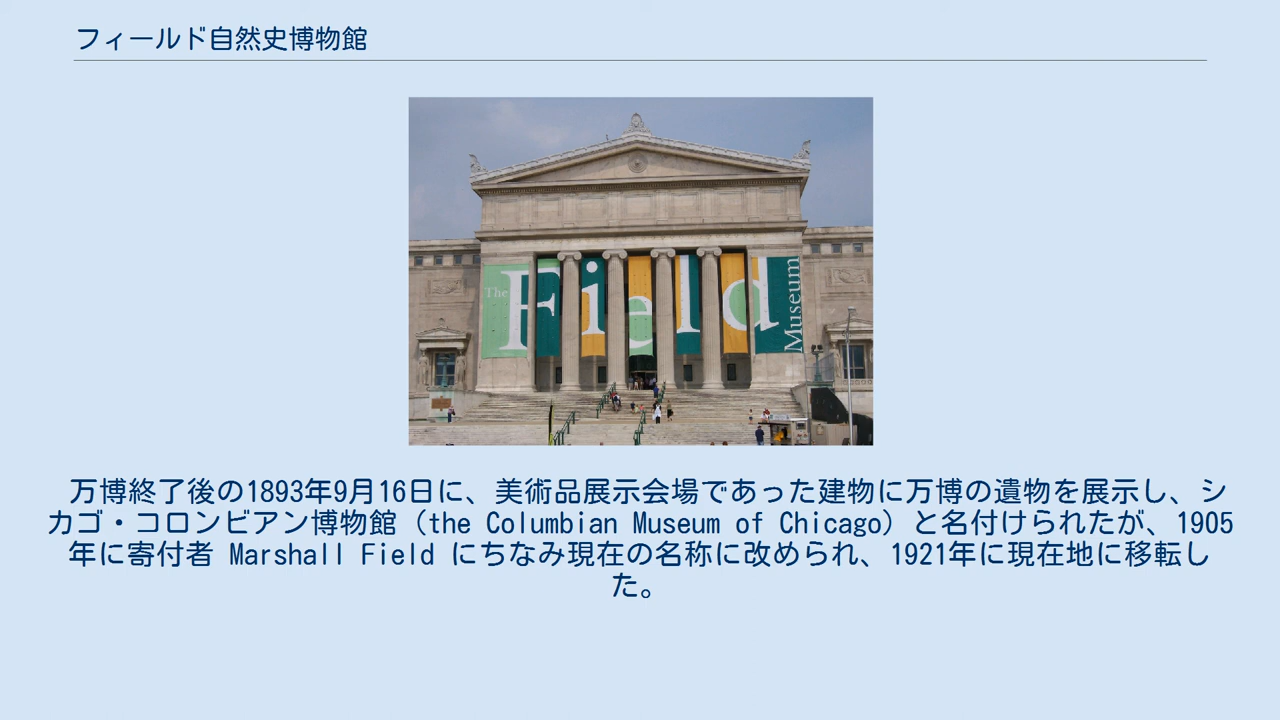 フィールド自然史博物館
The Field Museum
万博終了後の1893年9月16日に、美術品展示会場であった建物に万博の遺物を展示し、シ
カゴ・コロンビアン博物館（the Columbian Museum of Chicago）と名付けられたが、1905
年に寄付者 Marshall Field にちなみ現在の名称に改められ、1921年に現在地に移転し
た。